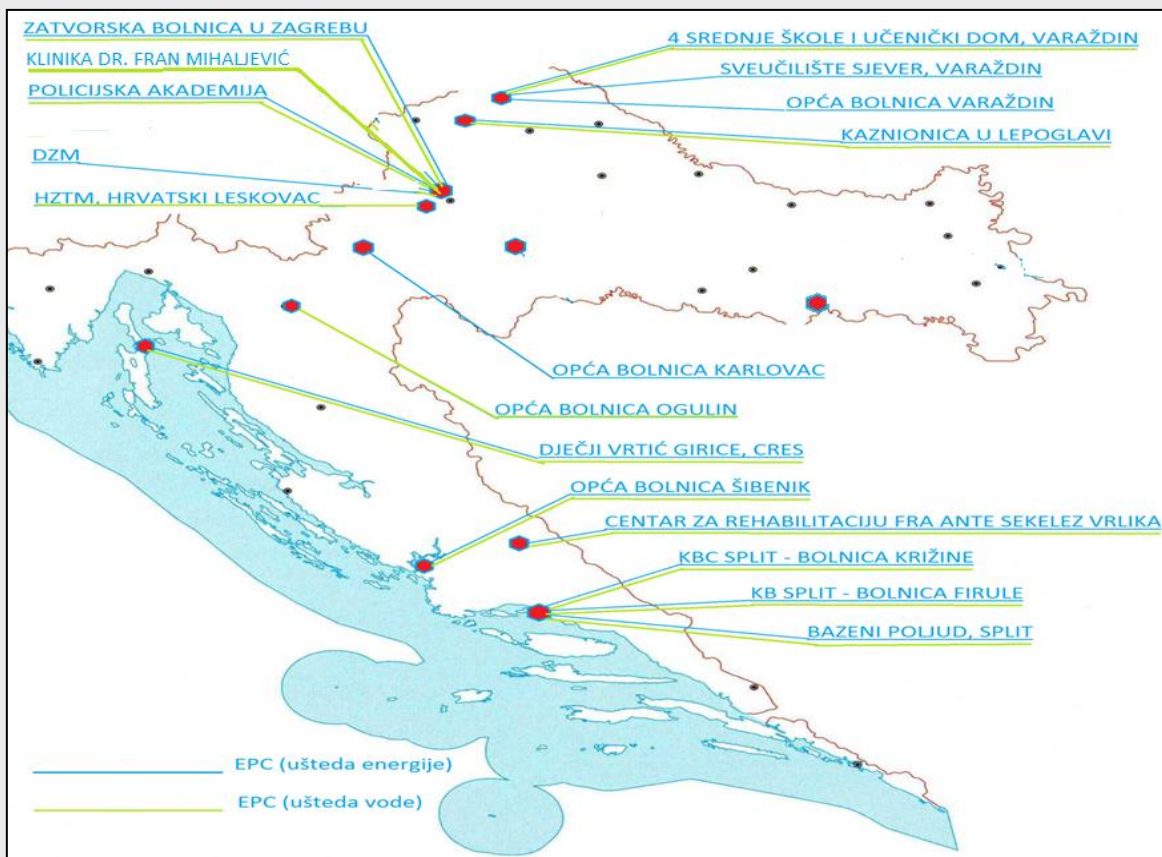 ZATVORSKA BOLNICA U ZAGREBU
KLINIKA DR. FRAN MIHALJEVIĆ
POLICIJSKA AKADEMIJA
DZM
HZTM, HRVATSKI LESKOVAC
4 SREDNJE ŠKOLE I UČENIČKI DOM, VARAŽDIN
SVEUČILIŠTE SJEVER, VARAŽDIN
OPĆA BOLNICA VARAŽDIN
KAZNIONICA U LEPOGLAVI
OPĆA BOLNICA KARLOVAC
OPĆA BOLNICA OGULIN
DJEČJI VRTIĆ GIRICE, CRES
OPĆA BOLNICA ŠIBENIK
CENTAR ZA REHABILITACIJU FRA ANTE SEKELEZ VRLIKA
KBC SPLIT - BOLNICA KRIŽINE
KB SPLIT - BOLNICA FIRULE
BAZENI POLJUD, SPLIT
EPC (ušteda energije)
EPC (ušteda vode)